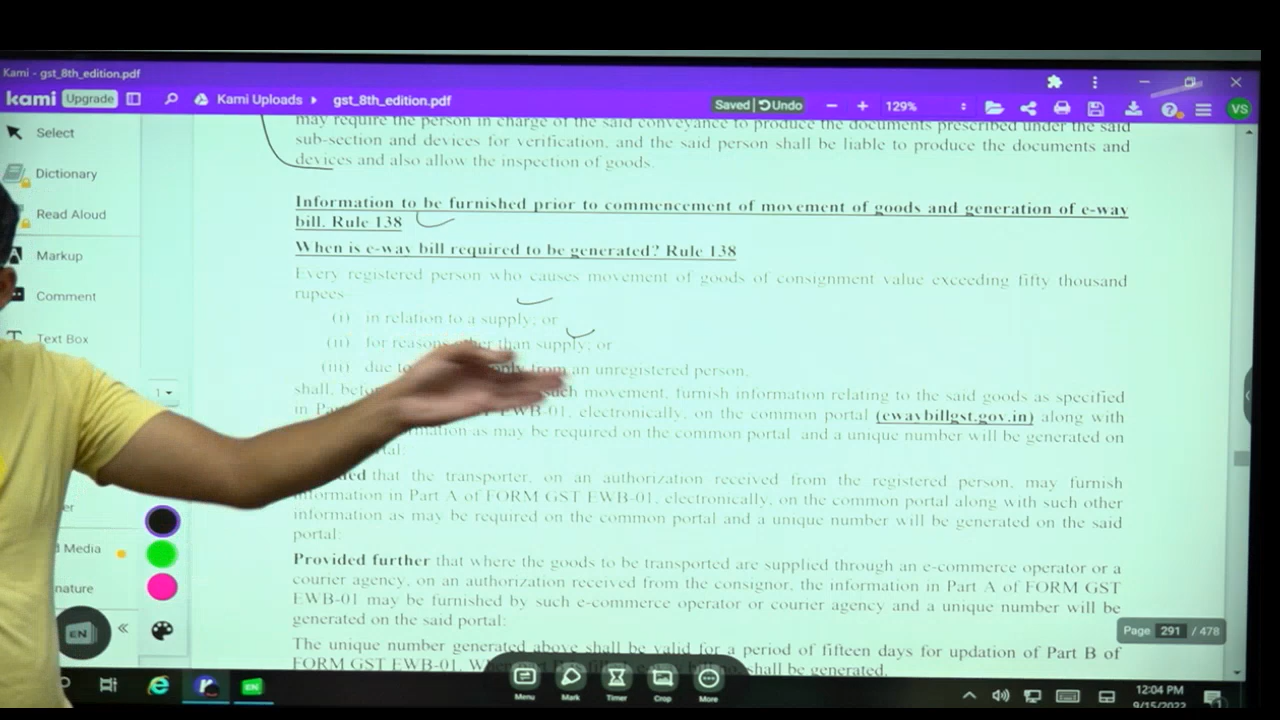 Kami - gst_8th_edition.pdf
kami Upgrade Kami Uploads gst_8th_edition.pdf Saved Undo 129% VS
Select
Dictionary
Read Aloud
Markup
Comment
Text Box
1
er
d Media
nature
EN
may require the person in charge of the said conveyance to produce the documents prescribed under the said
sub-section and devices for verification, and the said person shall be liable to produce the documents and
devices and also allow the inspection of goods.
Information to be furnished prior to commencement of movement of goods and generation of e-way
bill. Rule 138
When is e-way bill required to be generated? Rule 138
Every registered person who causes movement of goods of consignment value exceeding fifty thousand
rupees
(i) in relation to a supply; or
(ii) for reasons other than supply; or
(iii) due to from an unregistered person,
shall, such movement, furnish information relating to the said goods as specified
in EWB-01, electronically, on the common portal (ewaybillgst.gov.in) along with
as may be required on the common portal and a unique number will be generated on
that the transporter, on an authorization received from the registered person, may furnish
information in Part A of FORM GST EWB-01, electronically, on the common portal along with such other
information as may be required on the common portal and a unique number will be generated on the said
portal:
Provided further that where the goods to be transported are supplied through an e-commerce operator or a
courier agency, on an authorization received from the consignor, the information in Part A of FORM GST
EWB-01 may be furnished by such e-commerce operator or courier agency and a unique number will be
generated on the said portal:
The unique number generated above shall be valid for a period of fifteen days for updation of Part B of
FORM GST EWB-01. shall be generated.
Page 291 / 478
Menu Mark Timer Crop More
EN
12:04 PM
9/15/2022